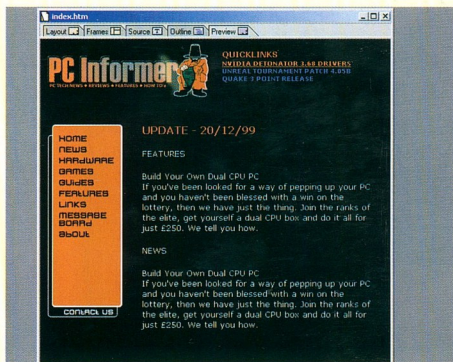 index.htm
Layout Frames Source Outline Preview
PC Informer
PC TECH NEWS • REVIEWS • FEATURES • HOW TO's
QUICKLINKS
NVIDIA DETONATOR 3.68 DRIVERS
UNREAL TOURNAMENT PATCH 4.05B
QUAKE 3 POINT RELEASE
HOME
NEWS
HARDWARE
GAMES
GUIDES
FEATURES
LINKS
MESSAGE
BOARD
ABOUT
CONTACT US
UPDATE - 20/12/99
FEATURES
Build Your Own Dual CPU PC
If you've been looked for a way of pepping up your PC
and you haven't been blessed with a win on the
lottery, then we have just the thing. Join the ranks of
the elite, get yourself a dual CPU box and do it all for
just £250. We tell you how.
NEWS
Build Your Own Dual CPU PC
If you've been looked for a way of pepping up your PC
and you haven't been blessed with a win on the
lottery, then we have just the thing. Join the ranks of
the elite, get yourself a dual CPU box and do it all for
just £250. We tell you how.